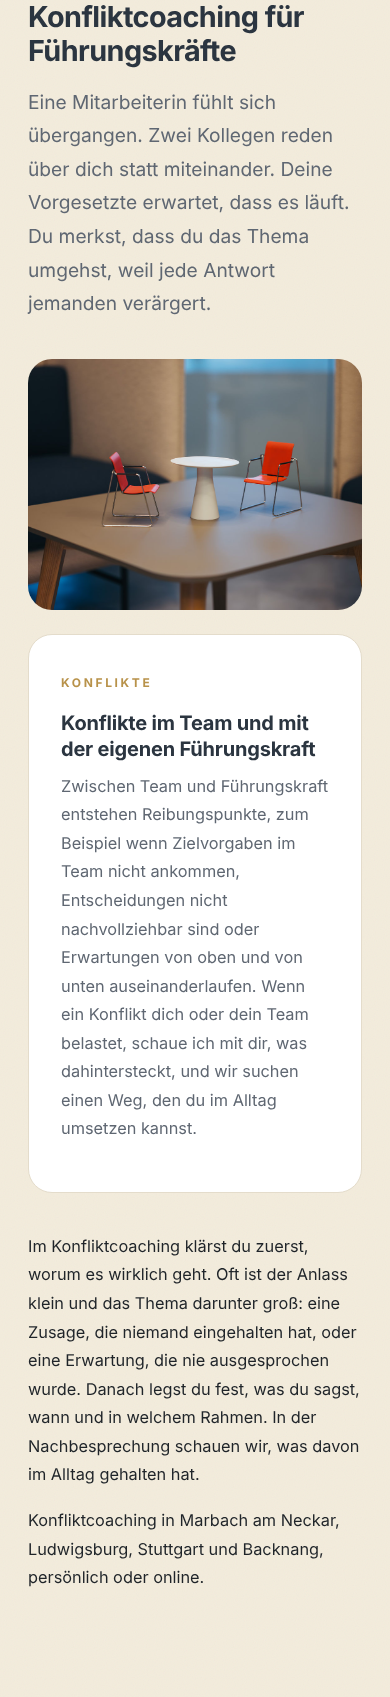 Konfliktcoaching für
Führungskräfte
Eine Mitarbeiterin fühlt sich
übergangen. Zwei Kollegen reden
über dich statt miteinander. Deine
Vorgesetzte erwartet, dass es läuft.
Du merkst, dass du das Thema
umgehst, weil jede Antwort
jemanden verärgert.
KONFLIKTE
Konflikte im Team und mit
der eigenen Führungskraft
Zwischen Team und Führungskraft
entstehen Reibungspunkte, zum
Beispiel wenn Zielvorgaben im
Team nicht ankommen,
Entscheidungen nicht
nachvollziehbar sind oder
Erwartungen von oben und von
unten auseinanderlaufen. Wenn
ein Konflikt dich oder dein Team
belastet, schaue ich mit dir, was
dahintersteckt, und wir suchen
einen Weg, den du im Alltag
umsetzen kannst.
Im Konfliktcoaching klärst du zuerst,
worum es wirklich geht. Oft ist der Anlass
klein und das Thema darunter groß: eine
Zusage, die niemand eingehalten hat, oder
eine Erwartung, die nie ausgesprochen
wurde. Danach legst du fest, was du sagst,
wann und in welchem Rahmen. In der
Nachbesprechung schauen wir, was davon
im Alltag gehalten hat.
Konfliktcoaching in Marbach am Neckar,
Ludwigsburg, Stuttgart und Backnang,
persönlich oder online.